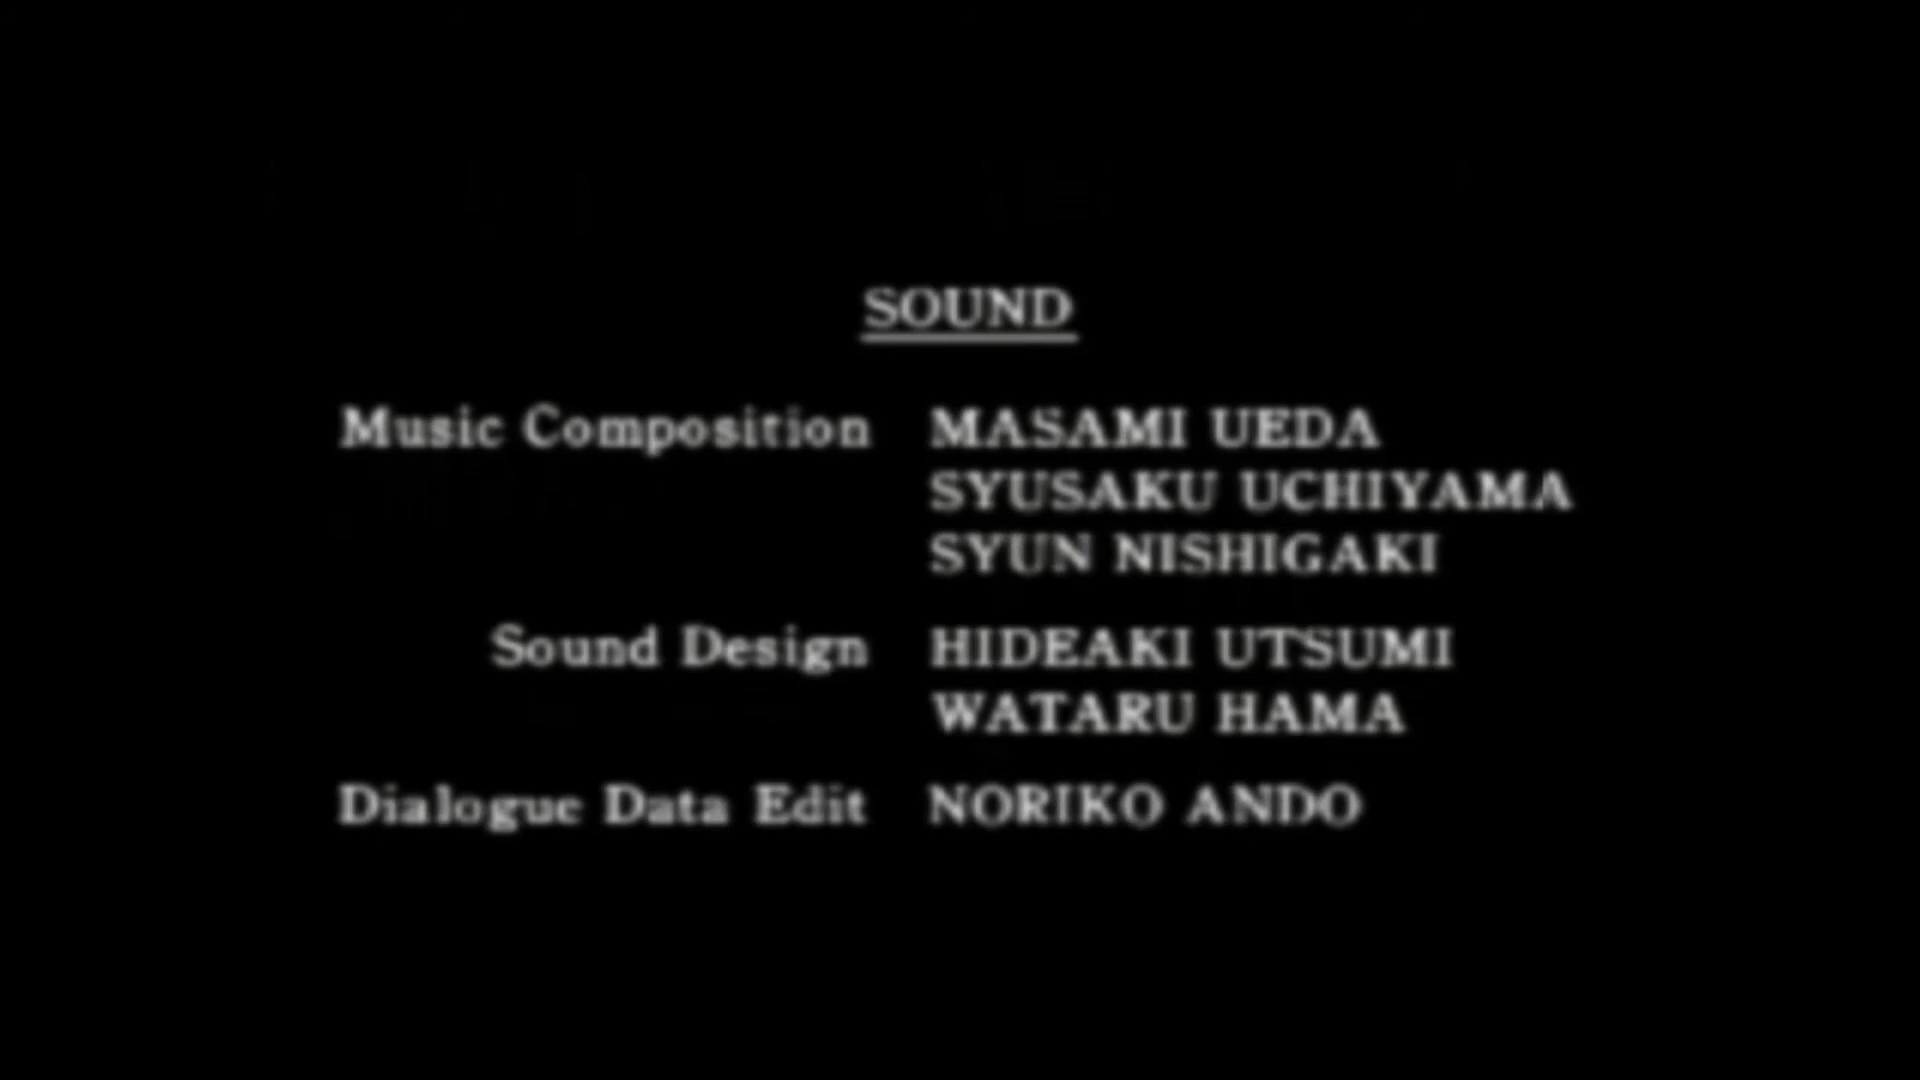 SOUND
Music Composition MASAMI UEDA
SYUSAKU UCHIYAMA
SYUN NISHIGAKI
Sound Design HIDEAKI UTSUMI
WATARU HAMA
Dialogue Data Edit NORIKO ANDO